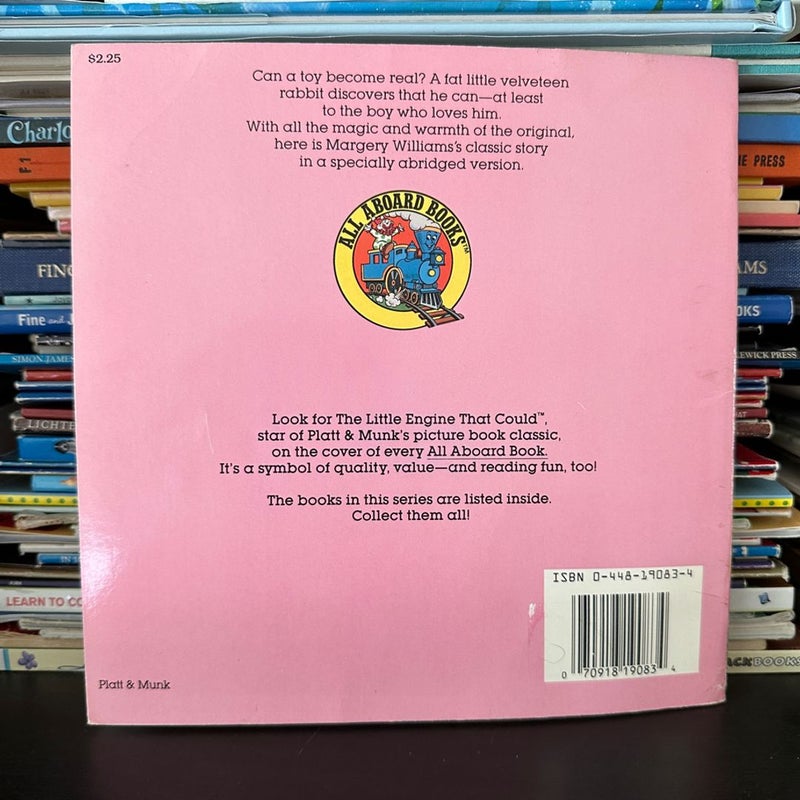 $2.25
Can a toy become real? A fat little velveteen
rabbit discovers that he can—at least
to the boy who loves him.
With all the magic and warmth of the original,
here is Margery Williams's classic story
in a specially abridged version.
ALL ABOARD BOOKS™
Look for The Little Engine That Could™,
star of Platt & Munk's picture book classic,
on the cover of every All Aboard Book.
It's a symbol of quality, value—and reading fun, too!
The books in this series are listed inside.
Collect them all!
ISBN 0-448-19083-4
0 70918 19083 4
Platt & Munk
Charlo
F1
FINC
Fine and J
SIMON JAMES
LICHTE
LEARN TO CO
HE PRESS
AMS
OKS
LEWICK PRESS
ACKBOOKS